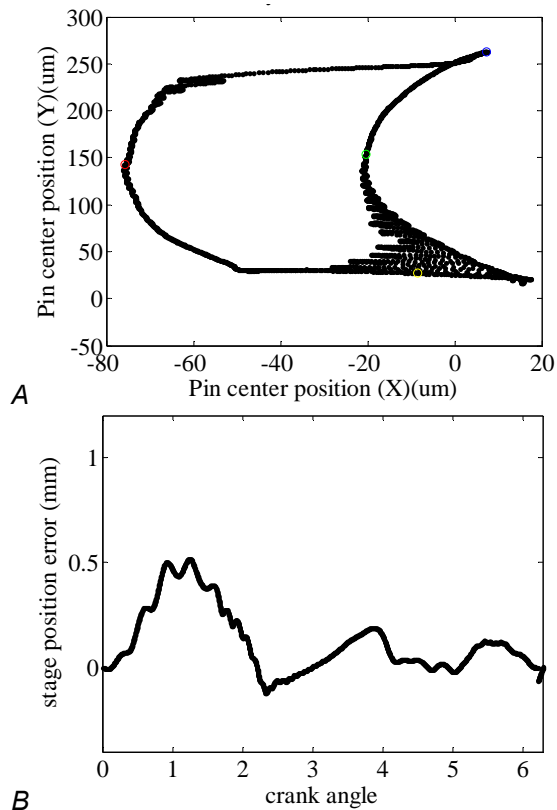 300
250
200
150
100
50
0
-50
Pin center position (Y)(um)
-80 -60 -40 -20 0 20
Pin center position (X)(um)
A
1
0.5
0
stage position error (mm)
0 1 2 3 4 5 6
crank angle
B